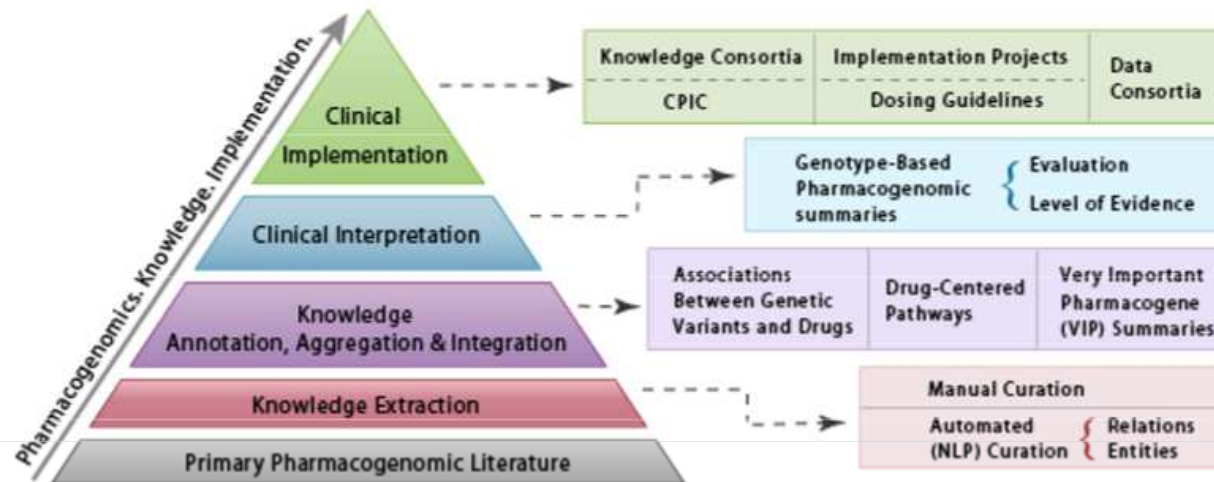 Pharmacogenomics. Knowledge. Implementation.
Clinical
Implementation
Clinical Interpretation
Knowledge
Annotation, Aggregation & Integration
Knowledge Extraction
Primary Pharmacogenomic Literature
Knowledge Consortia
CPIC
Implementation Projects
Dosing Guidelines
Data
Consortia
Genotype-Based
Pharmacogenomic
summaries
Evaluation
Level of Evidence
Associations
Between Genetic
Variants and Drugs
Drug-Centered
Pathways
Very Important
Pharmacogene
(VIP) Summaries
Manual Curation
Automated
(NLP) Curation
Relations
Entities